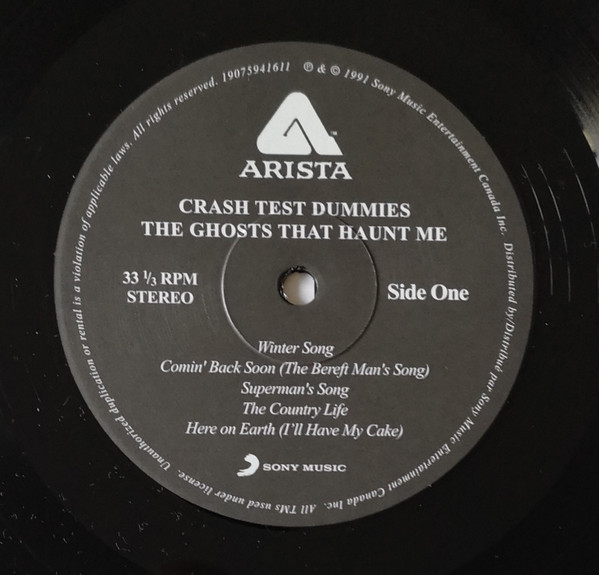 ARISTA
™
CRASH TEST DUMMIES
THE GHOSTS THAT HAUNT ME
33 1/3 RPM
STEREO
Side One
Winter Song
Comin' Back Soon (The Bereft Man's Song)
Superman's Song
The Country Life
Here on Earth (I'll Have My Cake)
SONY MUSIC
℗ & © 1991 Sony Music Entertainment Canada Inc. Distributed by/Distribué par Sony Music Entertainment Canada Inc. All TMs used under license. Unauthorized duplication or rental is a violation of applicable laws. All rights reserved. 19075941611